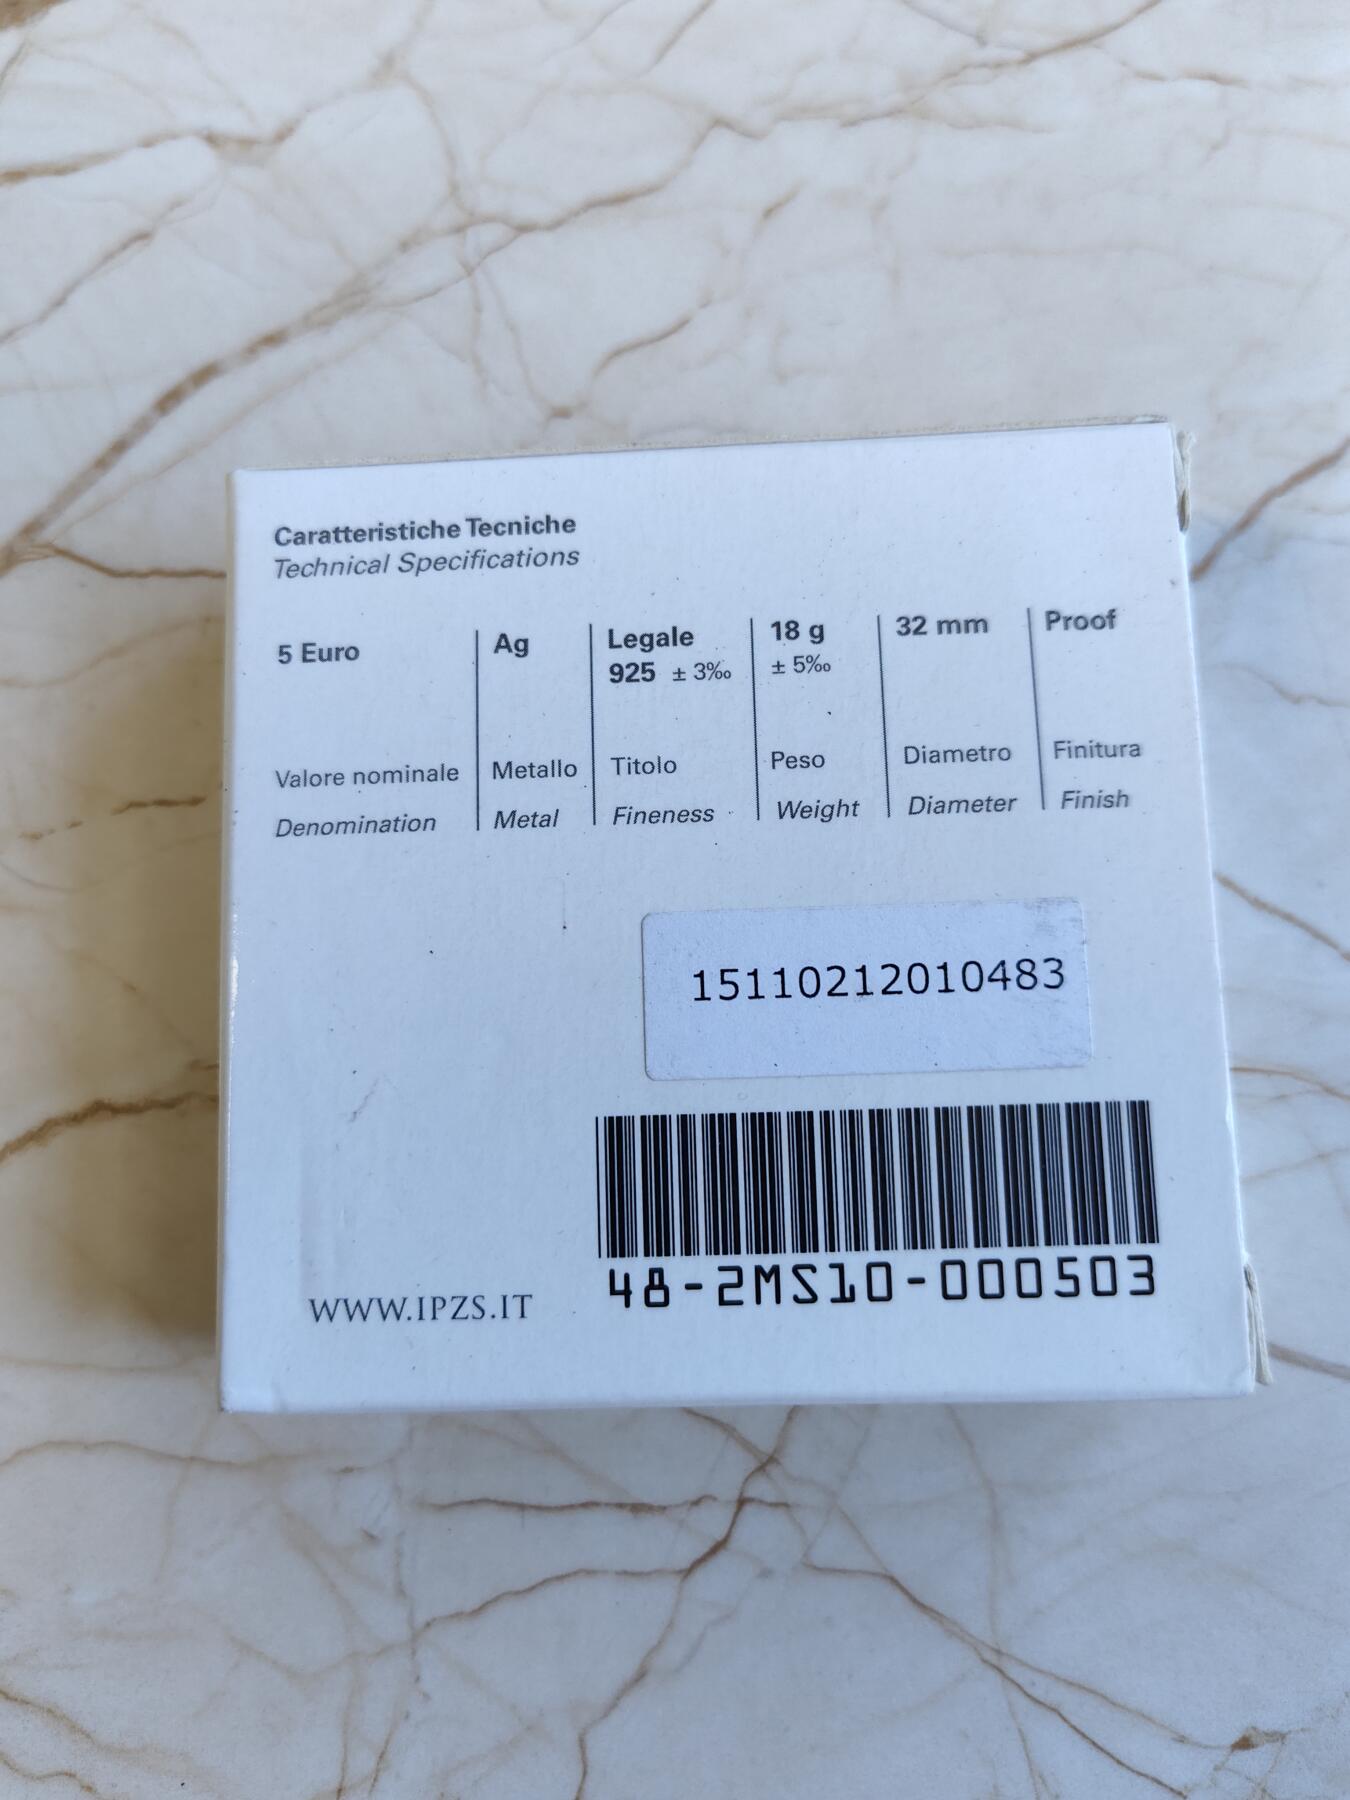 Caratteristiche Tecniche
Technical Specifications
5 Euro
Ag
Legale
925 ± 3‰
18 g
± 5‰
32 mm
Proof
Valore nominale
Metallo
Titolo
Peso
Diametro
Finitura
Denomination
Metal
Fineness
Weight
Diameter
Finish
15110212010483
48-2MS10-000503
WWW.IPZS.IT